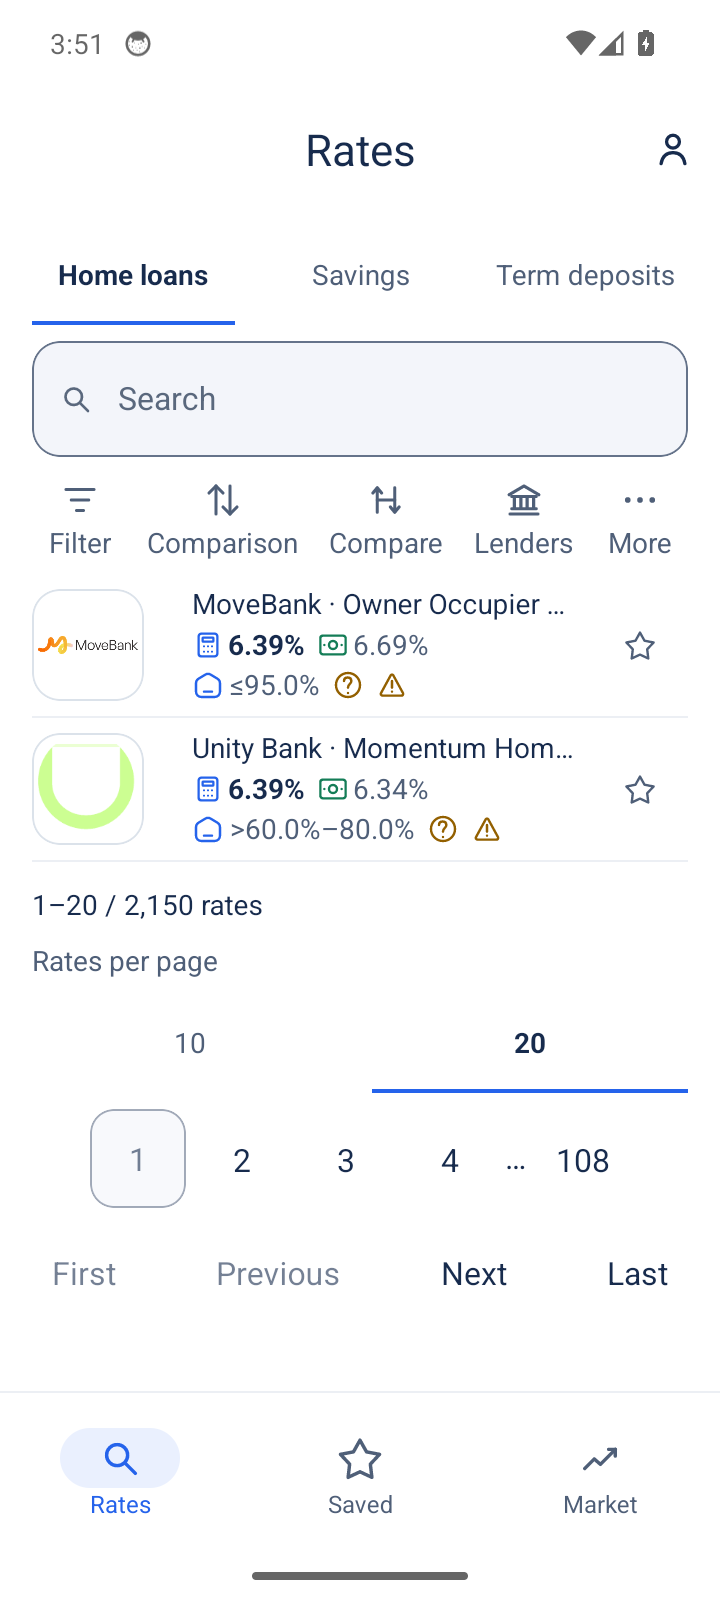 3:51
Rates
Home loans Savings Term deposits
Search
Filter Comparison Compare Lenders More
MoveBank · Owner Occupier ...
MoveBank
6.39% 6.69%
≤95.0%
Unity Bank · Momentum Hom...
6.39% 6.34%
>60.0%–80.0%
1–20 / 2,150 rates
Rates per page
10 20
1 2 3 4 ... 108
First Previous Next Last
Rates Saved Market